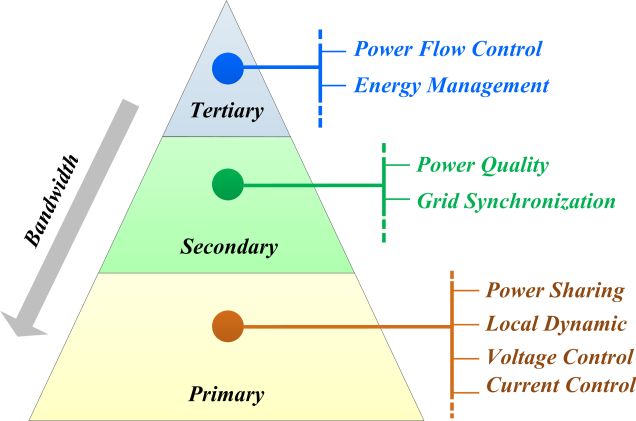 Power Flow Control
Energy Management
Tertiary
Bandwidth
Power Quality
Grid Synchronization
Secondary
Power Sharing
Local Dynamic
Voltage Control
Current Control
Primary